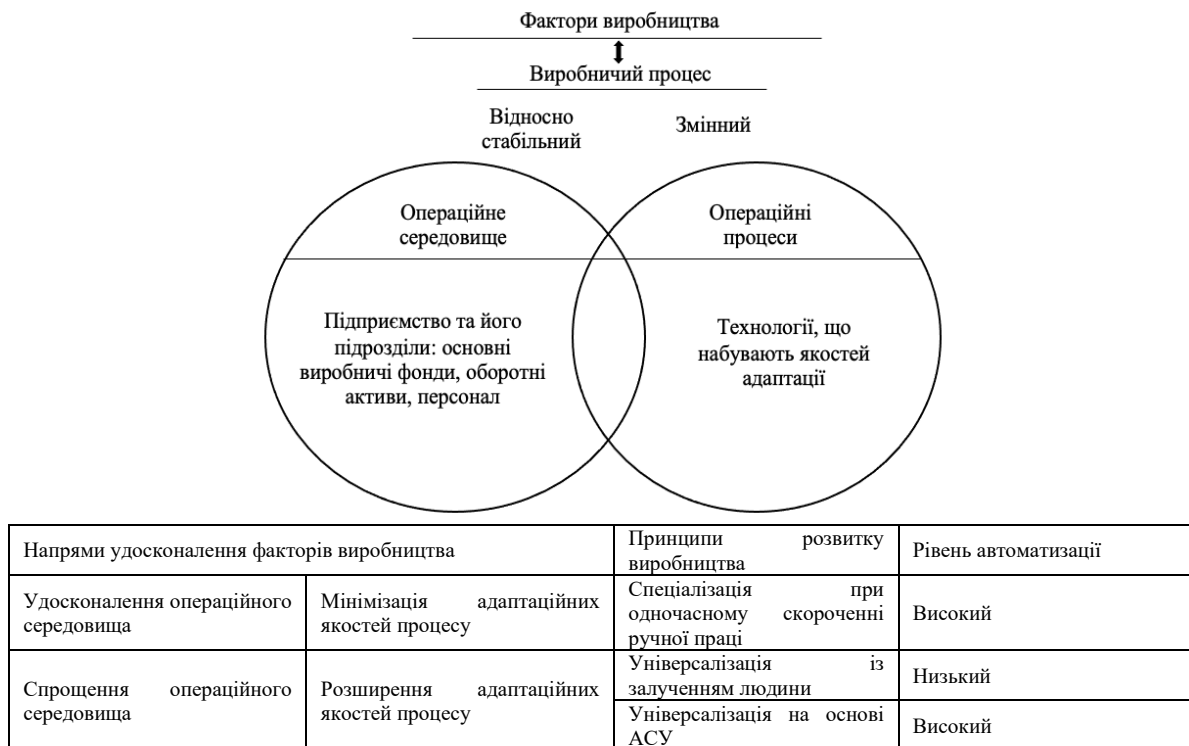 Фактори виробництва
Виробничий процес
Відносно
стабільний
Змінний
Операційне
середовище
Операційні
процеси
Підприємство та його
підрозділи: основні
виробничі фонди, оборотні
активи, персонал
Технології, що
набувають якостей
адаптації
Напрями удосконалення факторів виробництва
Принципи розвитку
виробництва
Рівень автоматизації
Удосконалення операційного
середовища
Мінімізація адаптаційних
якостей процесу
Спеціалізація при
одночасному скороченні
ручної праці
Високий
Спрощення операційного
середовища
Розширення адаптаційних
якостей процесу
Універсалізація із
залученням людини
Низький
Універсалізація на основі
АСУ
Високий